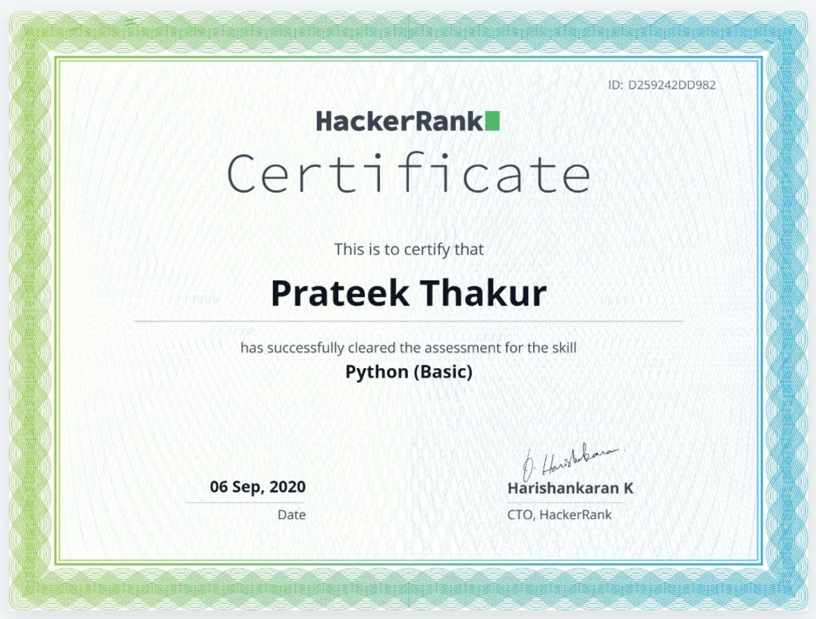 ID: D259242DD982
HackerRank
Certificate
This is to certify that
Prateek Thakur
has successfully cleared the assessment for the skill
Python (Basic)
06 Sep, 2020
Date
Harishankaran K
CTO, HackerRank